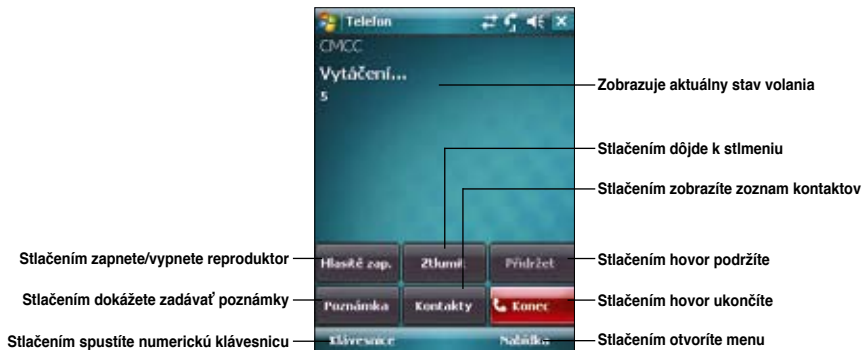 Telefon
CMCC
Vytáčení...
5
Zobrazuje aktuálny stav volania
Stlačením dôjde k stlmeniu
Stlačením zobrazíte zoznam kontaktov
Stlačením zapnete/vypnete reproduktor
Hlasitě zap.
Ztlumit
Přidržet
Stlačením hovor podržíte
Stlačením dokážete zadávať poznámky
Poznámka
Kontakty
Konec
Stlačením hovor ukončíte
Stlačením spustíte numerickú klávesnicu
Klávesnice
Nabídka
Stlačením otvoríte menu